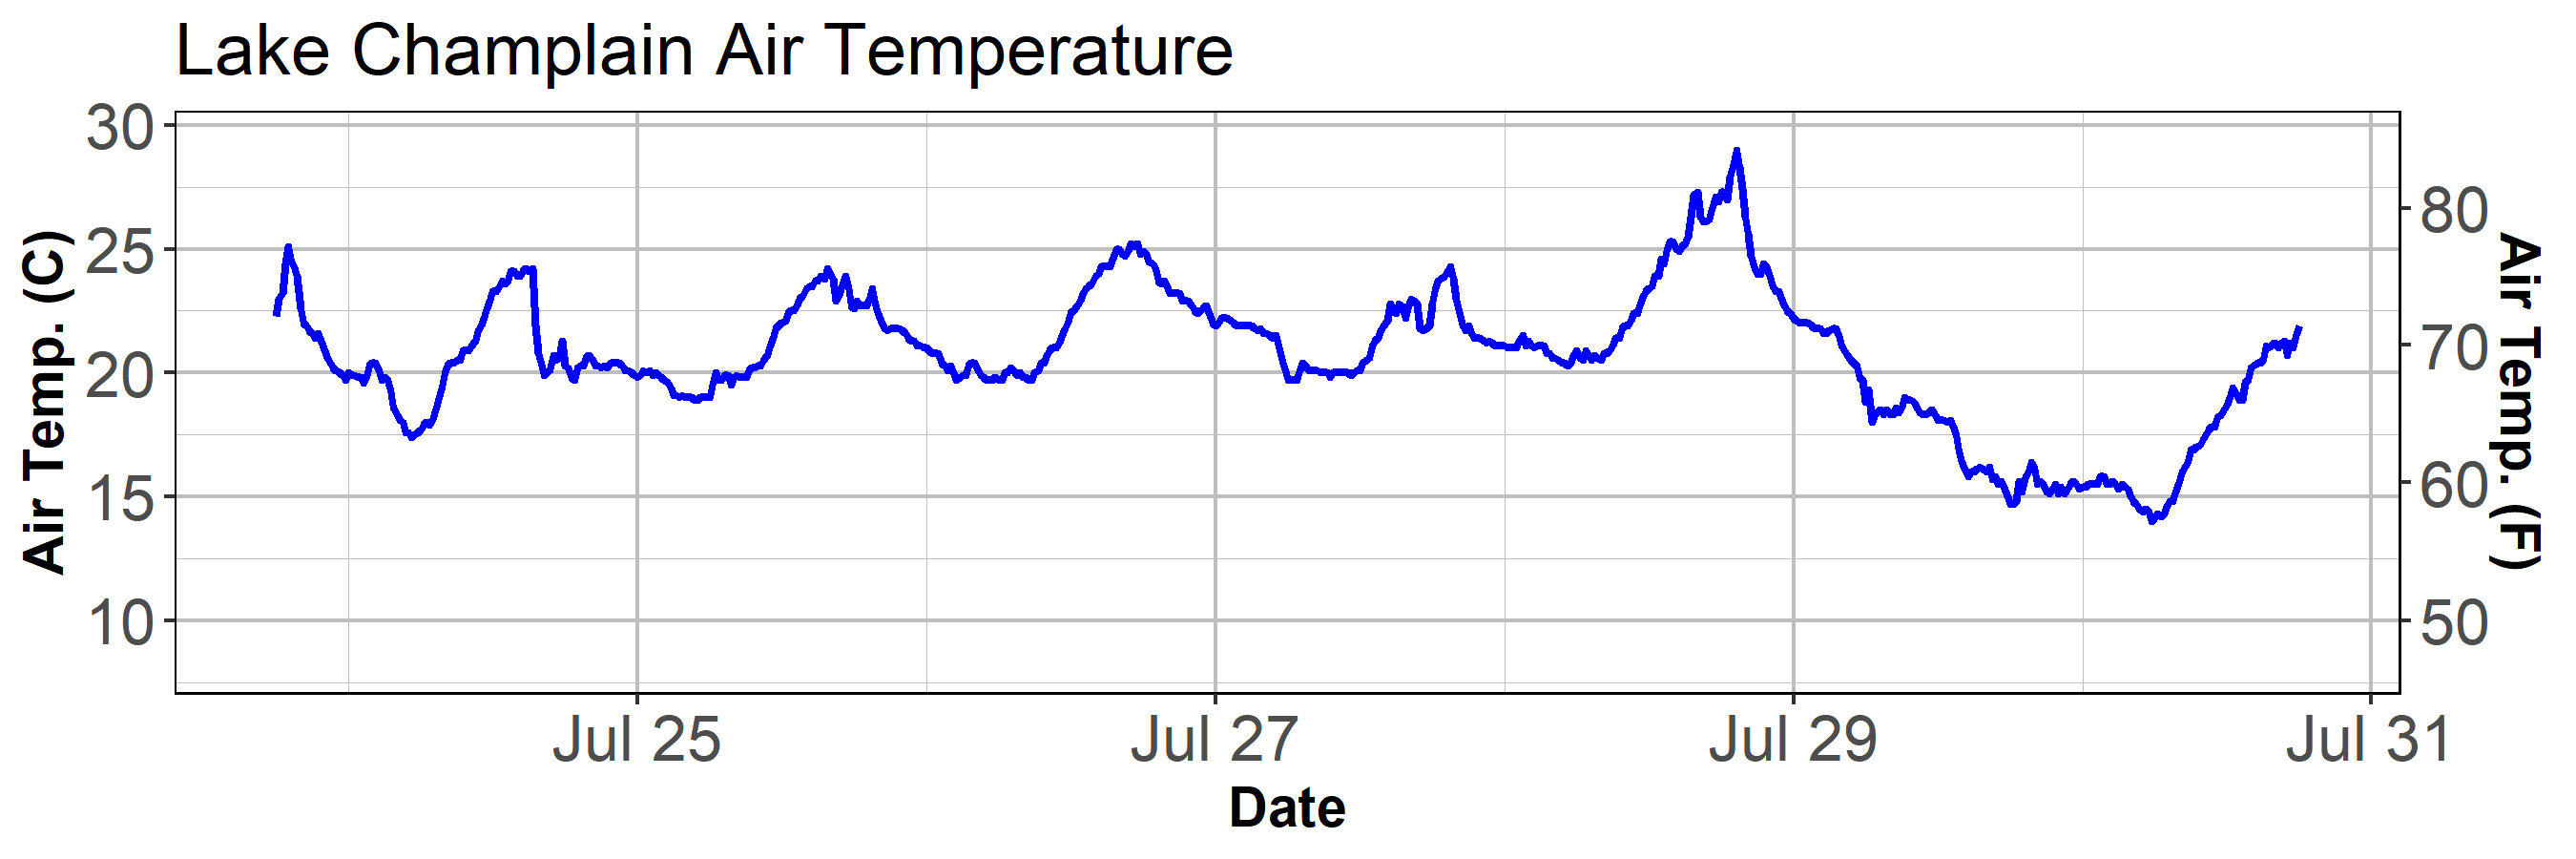 Lake Champlain Air Temperature
30
25
20
15
10
Air Temp. (C)
80
70
60
50
Air Temp. (F)
Jul 25 Jul 27 Jul 29 Jul 31
Date